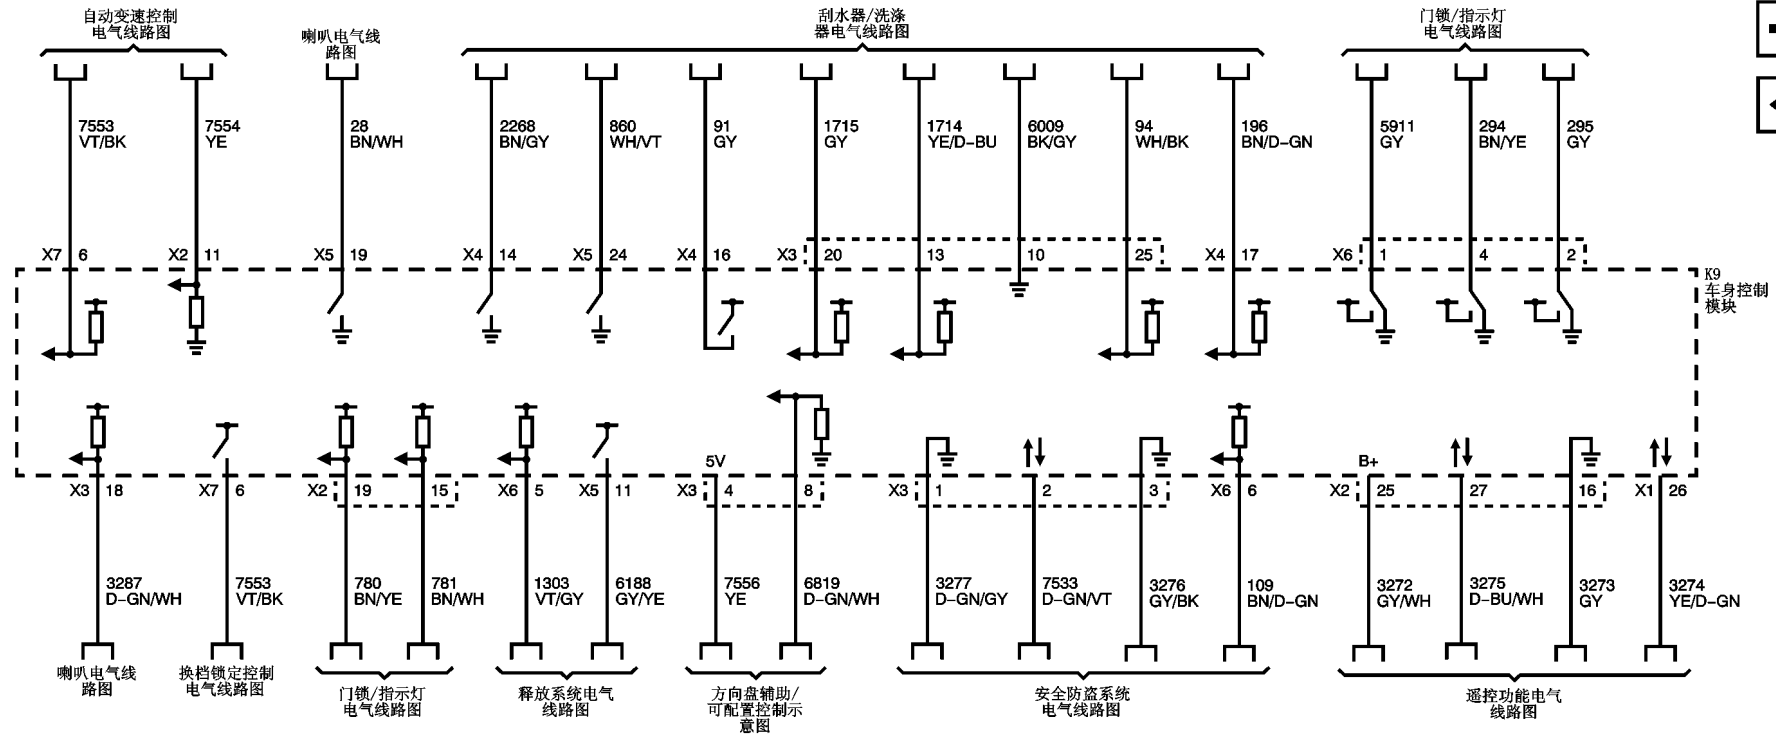 自动变速控制
电气线路图
喇叭电气线
路图
刮水器/洗涤
器电气线路图
门锁/指示灯
电气线路图
7553
VT/BK
7554
YE
28
BN/WH
2268
BN/GY
860
WH/VT
91
GY
1715
GY
1714
YE/D-BU
6009
BK/GY
94
WH/BK
196
BN/D-GN
5911
GY
294
BN/YE
295
GY
X7 6
X2 11
X5 19
X4 14
X5 24
X4 16
X3 20
13
10
25
X4 17
X6 1
4
2
K9
车身控制
模块
5V
B+
X3 18
X7 6
X2 19
15
X6 5
X5 11
X3 4
8
X3 1
2
3
X6 6
X2 25
27
16
X1 26
3287
D-GN/WH
7553
VT/BK
780
BN/YE
781
BN/WH
1303
VT/GY
6188
GY/YE
7556
YE
6819
D-GN/WH
3277
D-GN/GY
7533
D-GN/VT
3276
GY/BK
109
BN/D-GN
3272
GY/WH
3275
D-BU/WH
3273
GY
3274
YE/D-GN
喇叭电气线
路图
换档锁定控制
电气线路图
门锁/指示灯
电气线路图
释放系统电气
线路图
方向盘辅助/
可配置控制示
意图
安全防盗系统
电气线路图
遥控功能电气
线路图